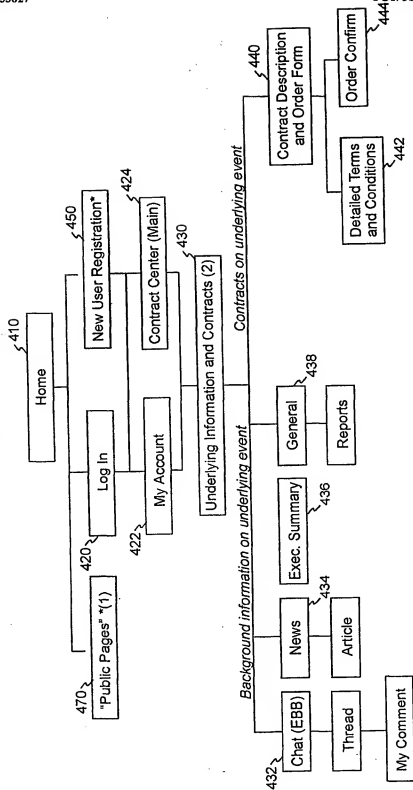 410
Home
470
"Public Pages" *(1)
420
Log In
450
New User Registration*
422
My Account
424
Contract Center (Main)
430
Underlying Information and Contracts (2)
Background information on underlying event
Contracts on underlying event
432
Chat (EBB)
Thread
My Comment
434
News
Article
436
Exec. Summary
438
General
Reports
440
Contract Description
and Order Form
Detailed Terms
and Conditions
442
Order Confirm
444